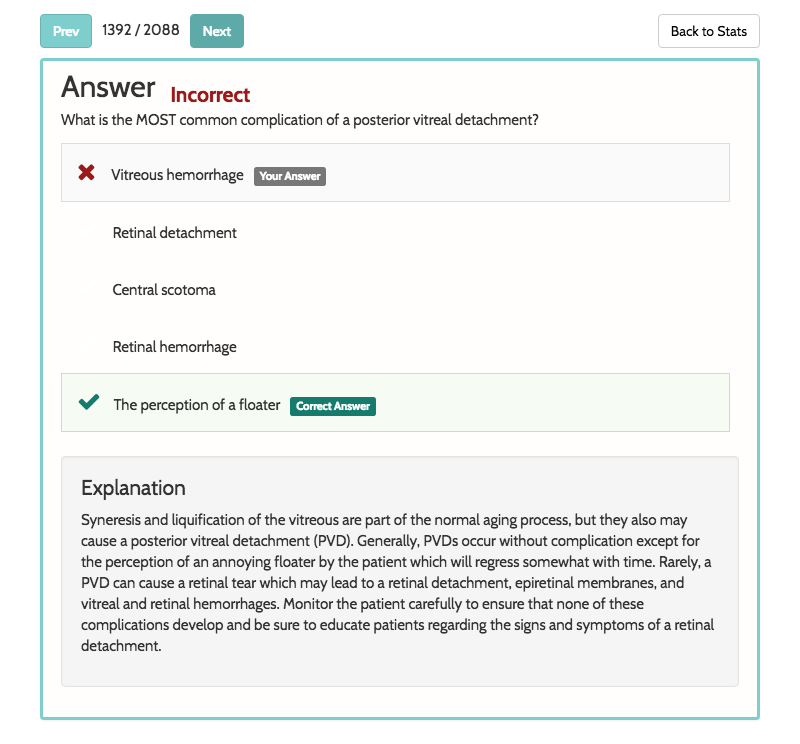 Prev 1392 / 2088 Next Back to Stats
Answer Incorrect
What is the MOST common complication of a posterior vitreal detachment?
Vitreous hemorrhage Your Answer
Retinal detachment
Central scotoma
Retinal hemorrhage
The perception of a floater Correct Answer
Explanation
Syneresis and liquification of the vitreous are part of the normal aging process, but they also may
cause a posterior vitreal detachment (PVD). Generally, PVDs occur without complication except for
the perception of an annoying floater by the patient which will regress somewhat with time. Rarely, a
PVD can cause a retinal tear which may lead to a retinal detachment, epiretinal membranes, and
vitreal and retinal hemorrhages. Monitor the patient carefully to ensure that none of these
complications develop and be sure to educate patients regarding the signs and symptoms of a retinal
detachment.